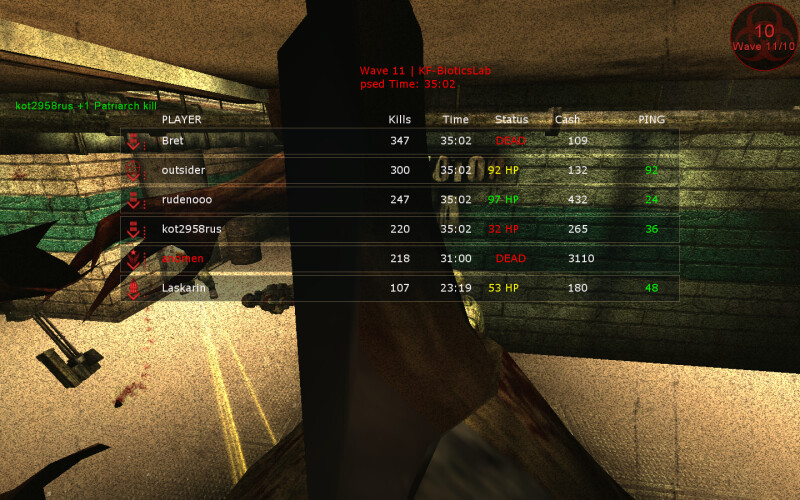 10
Wave 11/10
Wave 11 | KF-BioticsLab
psed Time: 35:02
kot2958rus +1 Patriarch kill
PLAYER Kills Time Status Cash PING
Bret 347 35:02 DEAD 109
outsider 300 35:02 92 HP 132 92
rudenooo 247 35:02 97 HP 432 24
kot2958rus 220 35:02 32 HP 265 36
218 31:00 DEAD 3110
Laskarin 107 23:19 53 HP 180 48